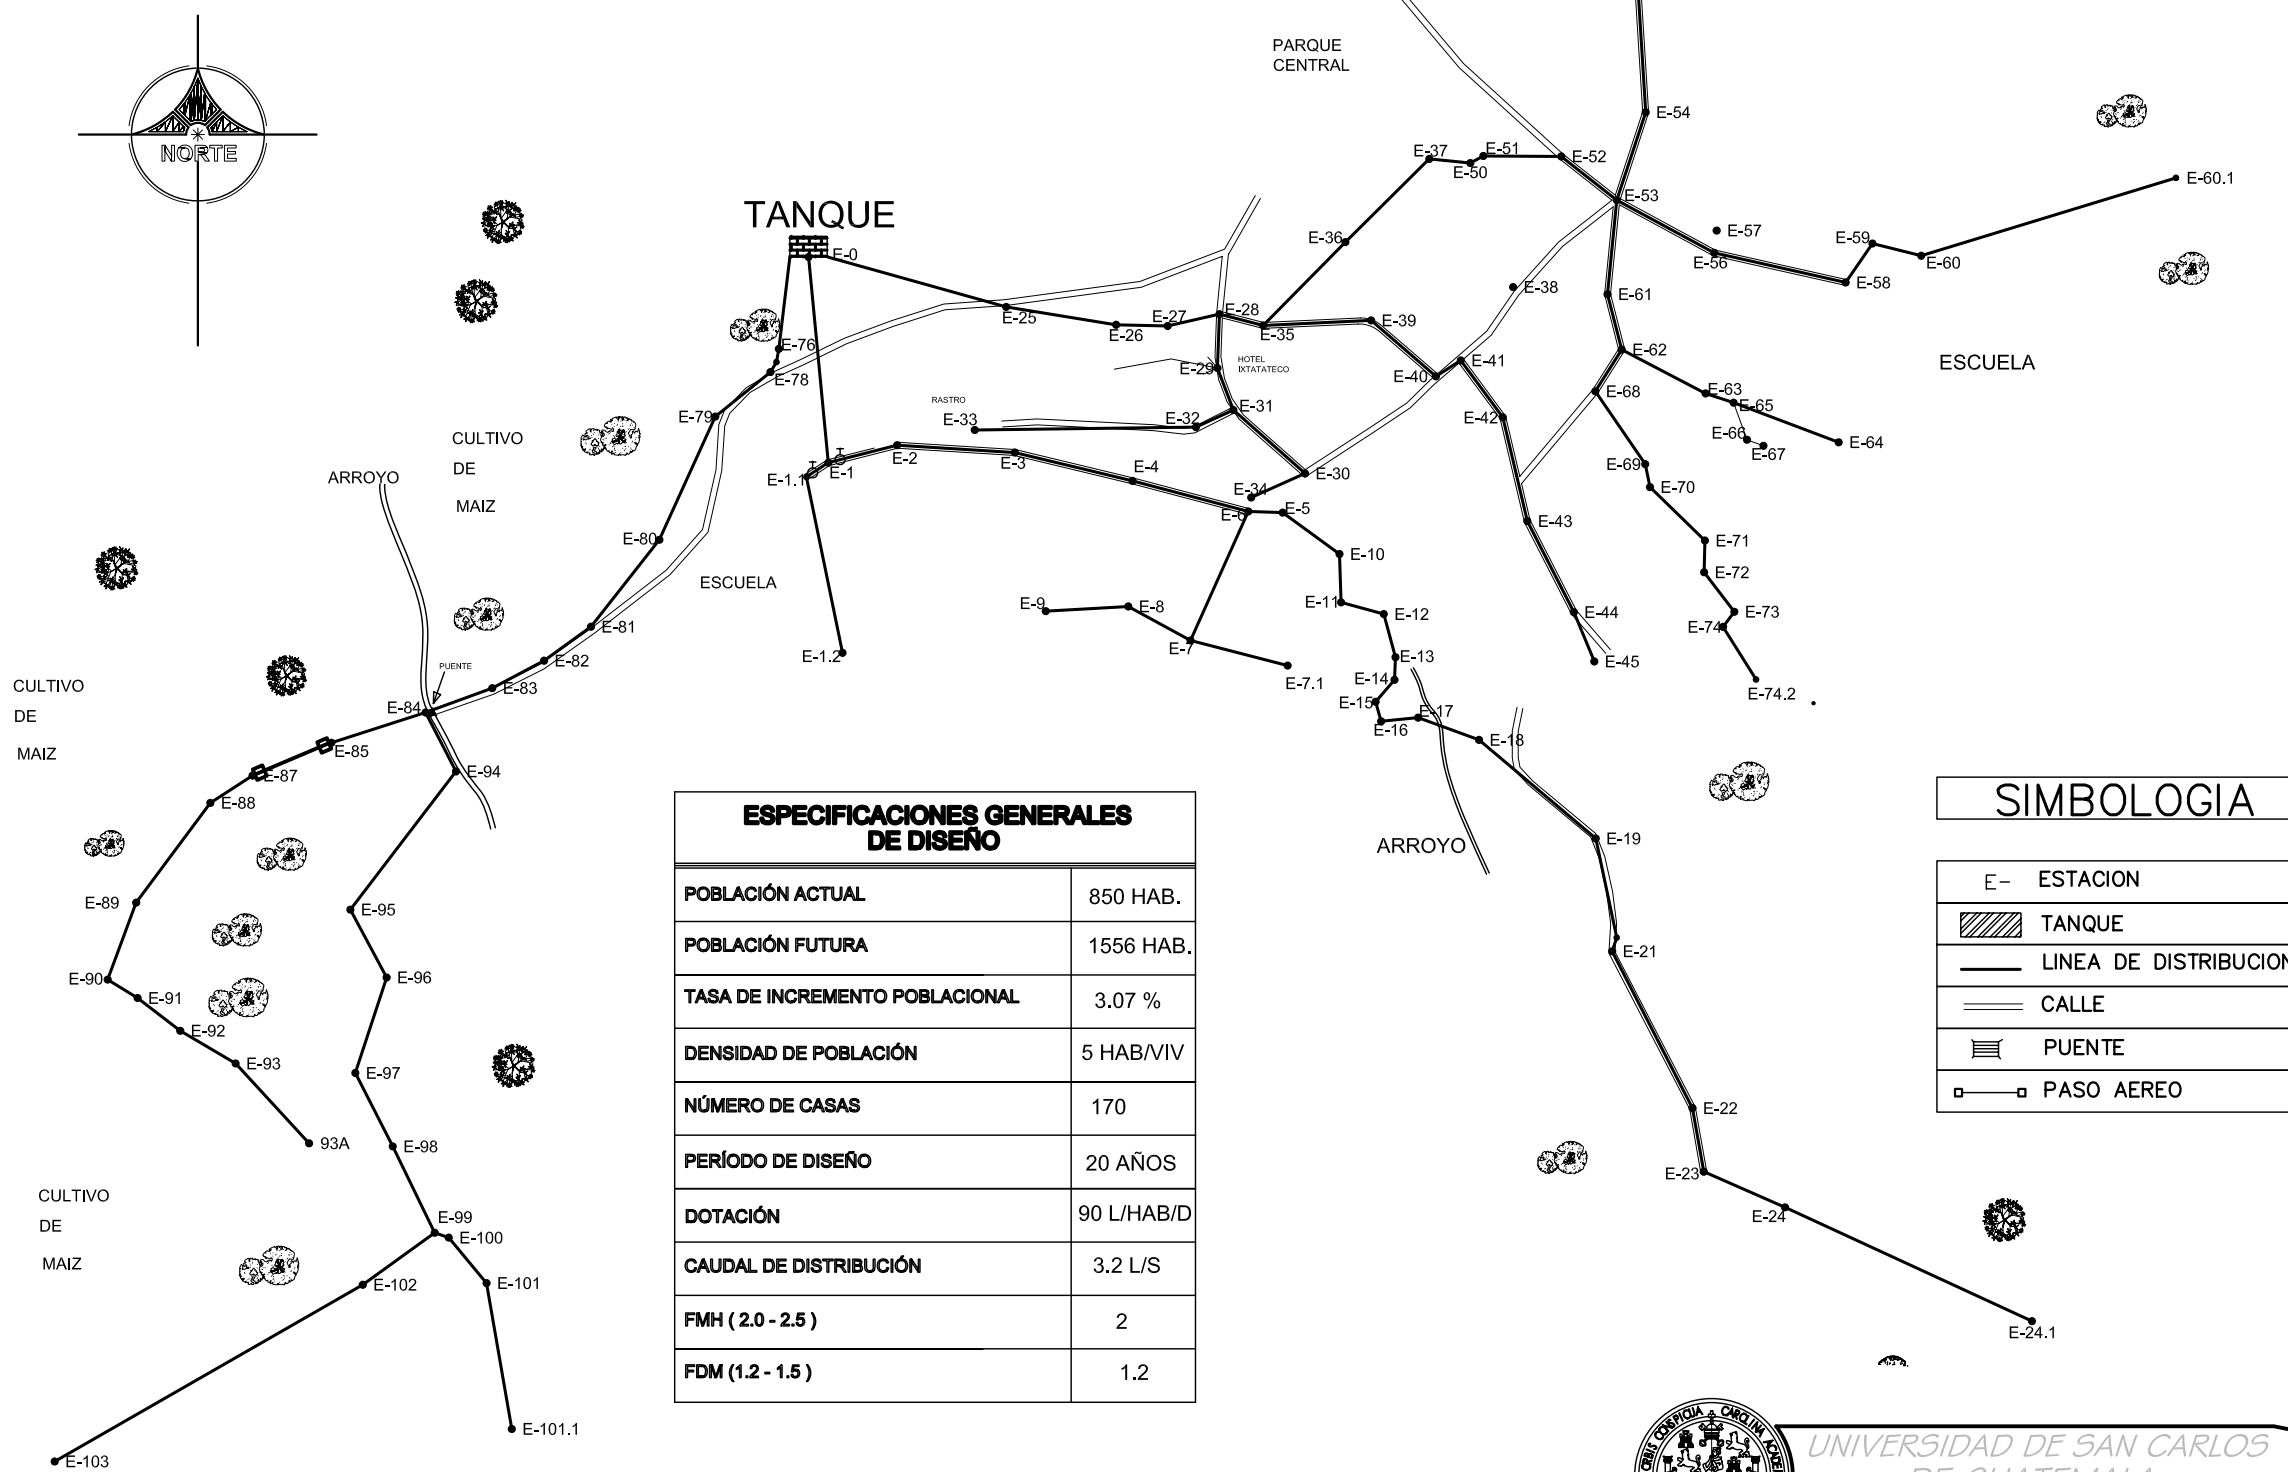 PARQUE
CENTRAL
NORTE
TANQUE
E-0
E-54
E-37
E-51
E-50
E-52
E-53
E-60.1
E-36
E-57
E-59
E-56
E-60
E-58
E-38
E-61
E-25
E-26
E-27
E-28
E-35
E-39
E-76
E-78
E-29
HOTEL
IXTATATECO
E-40
E-41
E-62
ESCUELA
E-79
RASTRO
E-33
E-32
E-31
E-42
E-68
E-63
E-65
E-66
E-67
E-64
CULTIVO
DE
MAIZ
ARROYO
E-1.1
E-1
E-2
E-3
E-4
E-30
E-34
E-6
E-5
E-69
E-70
E-43
E-80
E-10
E-71
E-72
ESCUELA
E-9
E-8
E-11
E-12
E-44
E-73
E-74
E-81
E-82
E-1.2
E-7
E-7.1
E-13
E-14
E-45
E-74.2
PUENTE
E-83
E-84
E-15
E-16
E-17
E-18
CULTIVO
DE
MAIZ
E-85
E-87
E-94
E-88
ARROYO
E-19
E-89
E-95
E-21
E-90
E-96
E-91
E-92
E-93
E-97
E-22
93A
E-98
E-23
E-24
E-24.1
CULTIVO
DE
MAIZ
E-99
E-100
E-102
E-101
E-101.1
E-103
ESPECIFICACIONES GENERALES
DE DISEÑO
POBLACIÓN ACTUAL 850 HAB.
POBLACIÓN FUTURA 1556 HAB.
TASA DE INCREMENTO POBLACIONAL 3.07 %
DENSIDAD DE POBLACIÓN 5 HAB/VIV
NÚMERO DE CASAS 170
PERÍODO DE DISEÑO 20 AÑOS
DOTACIÓN 90 L/HAB/D
CAUDAL DE DISTRIBUCIÓN 3.2 L/S
FMH ( 2.0 - 2.5 ) 2
FDM (1.2 - 1.5 ) 1.2
SIMBOLOGIA
E- ESTACION
TANQUE
LINEA DE DISTRIBUCION
CALLE
PUENTE
PASO AEREO
ORBIS CONSPICUA CAROLINA ACADE
UNIVERSIDAD DE SAN CARLOS
DE GUATEMALA